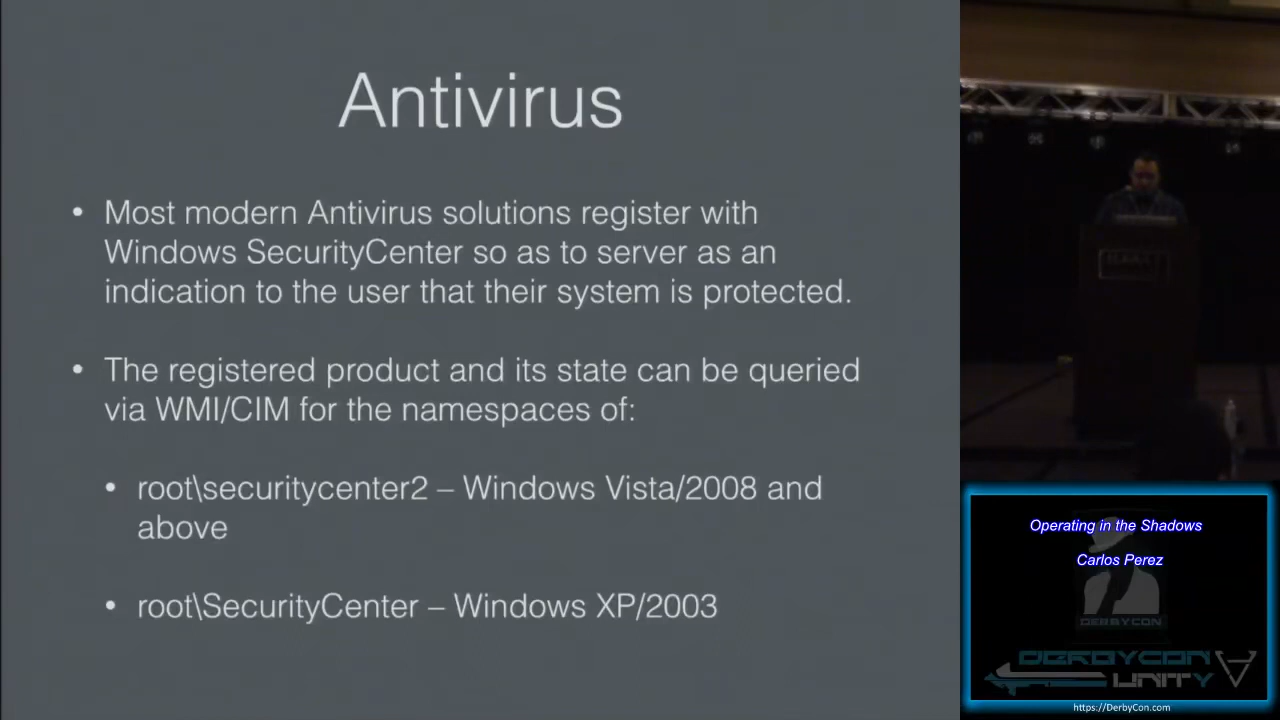 Antivirus
• Most modern Antivirus solutions register with
Windows SecurityCenter so as to server as an
indication to the user that their system is protected.
• The registered product and its state can be queried
via WMI/CIM for the namespaces of:
• root\securitycenter2 – Windows Vista/2008 and
above
• root\SecurityCenter – Windows XP/2003
Operating in the Shadows
Carlos Perez
DERBYCON
DERBYCON
UNITY
https://DerbyCon.com